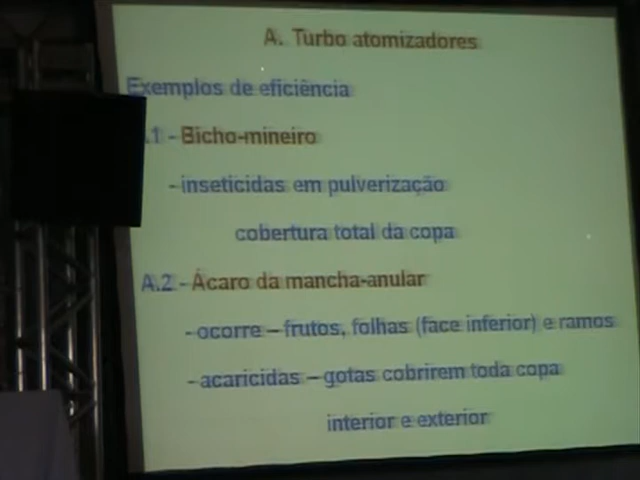 A. Turbo atomizadores
Exemplos de eficiência
.1 - Bicho-mineiro
- inseticidas em pulverização
cobertura total da copa
A.2 - Ácaro da mancha-anular
- ocorre – frutos, folhas (face inferior) e ramos
- acaricidas – gotas cobrirem toda copa
interior e exterior